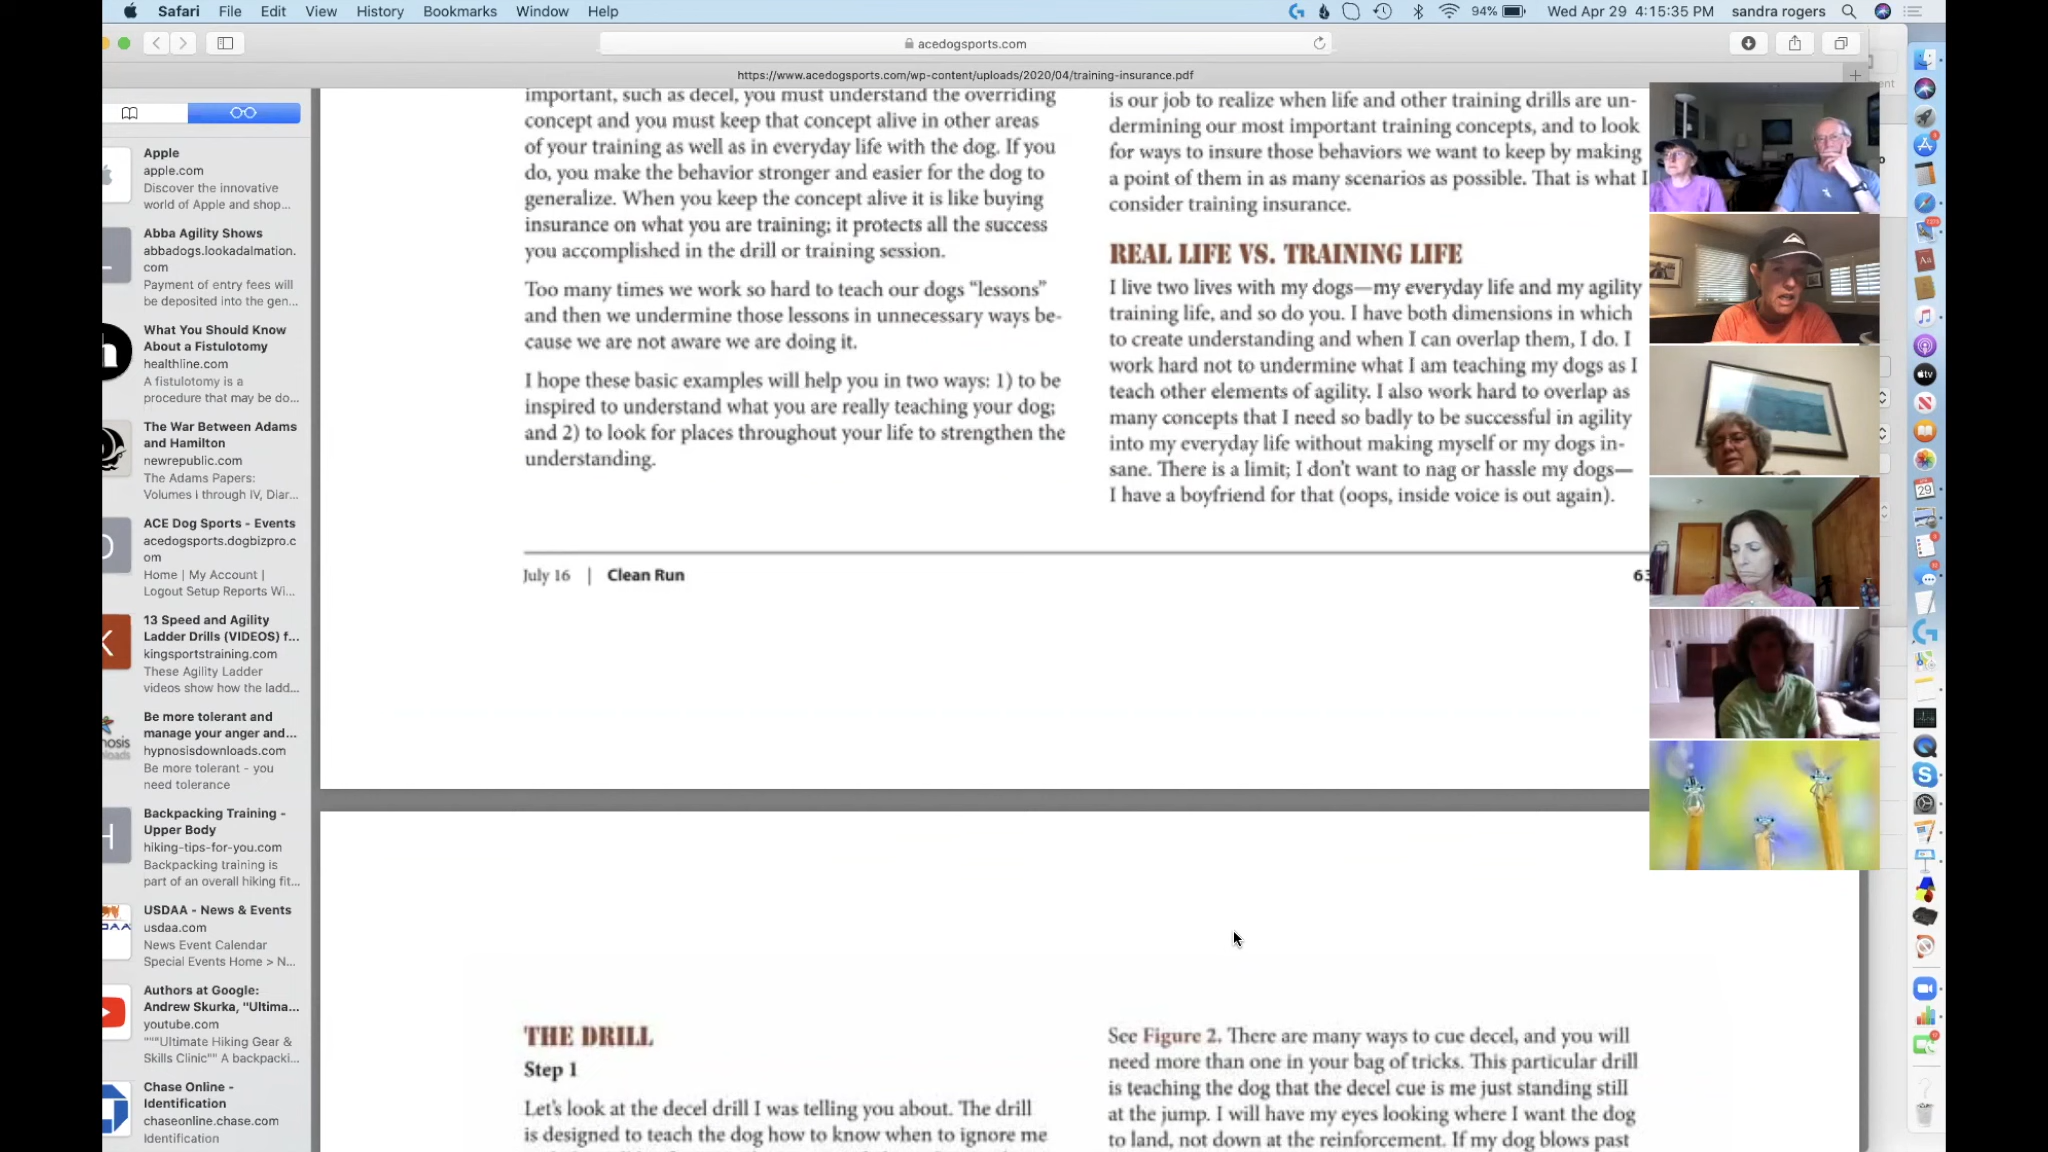 Safari File Edit View History Bookmarks Window Help
94% Wed Apr 29 4:15:35 PM sandra rogers
acedogsports.com
https://www.acedogsports.com/wp-content/uploads/2020/04/training-insurance.pdf
Apple
apple.com
Discover the innovative
world of Apple and shop...
Abba Agility Shows
abbadogs.lookadalmation.
com
Payment of entry fees will
be deposited into the gen...
What You Should Know
About a Fistulotomy
healthline.com
A fistulotomy is a
procedure that may be do...
The War Between Adams
and Hamilton
newrepublic.com
The Adams Papers:
Volumes I through IV, Diar...
ACE Dog Sports - Events
acedogsports.dogbizpro.c
om
Home | My Account |
Logout Setup Reports Wi...
13 Speed and Agility
Ladder Drills (VIDEOS) f...
kingsportstraining.com
These Agility Ladder
videos show how the ladd...
Be more tolerant and
manage your anger and...
hypnosisdownloads.com
Be more tolerant - you
need tolerance
Backpacking Training -
Upper Body
hiking-tips-for-you.com
Backpacking training is
part of an overall hiking fit...
USDAA - News & Events
usdaa.com
News Event Calendar
Special Events Home > N...
Authors at Google:
Andrew Skurka, "Ultima...
youtube.com
"""Ultimate Hiking Gear &
Skills Clinic"" A backpacki...
Chase Online -
Identification
chaseonline.chase.com
Identification
important, such as decel, you must understand the overriding
concept and you must keep that concept alive in other areas
of your training as well as in everyday life with the dog. If you
do, you make the behavior stronger and easier for the dog to
generalize. When you keep the concept alive it is like buying
insurance on what you are training; it protects all the success
you accomplished in the drill or training session.
Too many times we work so hard to teach our dogs “lessons”
and then we undermine those lessons in unnecessary ways be-
cause we are not aware we are doing it.
I hope these basic examples will help you in two ways: 1) to be
inspired to understand what you are really teaching your dog;
and 2) to look for places throughout your life to strengthen the
understanding.
is our job to realize when life and other training drills are un-
dermining our most important training concepts, and to look
for ways to insure those behaviors we want to keep by making
a point of them in as many scenarios as possible. That is what I
consider training insurance.
REAL LIFE VS. TRAINING LIFE
I live two lives with my dogs—my everyday life and my agility
training life, and so do you. I have both dimensions in which
to create understanding and when I can overlap them, I do. I
work hard not to undermine what I am teaching my dogs as I
teach other elements of agility. I also work hard to overlap as
many concepts that I need so badly to be successful in agility
into my everyday life without making myself or my dogs in-
sane. There is a limit; I don’t want to nag or hassle my dogs—
I have a boyfriend for that (oops, inside voice is out again).
July 16 | Clean Run 63
THE DRILL
Step 1
Let’s look at the decel drill I was telling you about. The drill
is designed to teach the dog how to know when to ignore me
See Figure 2. There are many ways to cue decel, and you will
need more than one in your bag of tricks. This particular drill
is teaching the dog that the decel cue is me just standing still
at the jump. I will have my eyes looking where I want the dog
to land, not down at the reinforcement. If my dog blows past